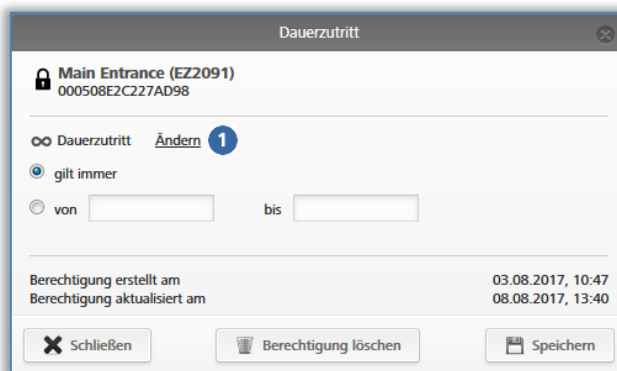 Dauerzutritt
Main Entrance (EZ2091)
000508E2C227AD98
Dauerzutritt Ändern 1
gilt immer
von bis
Berechtigung erstellt am 03.08.2017, 10:47
Berechtigung aktualisiert am 08.08.2017, 13:40
Schließen Berechtigung löschen Speichern